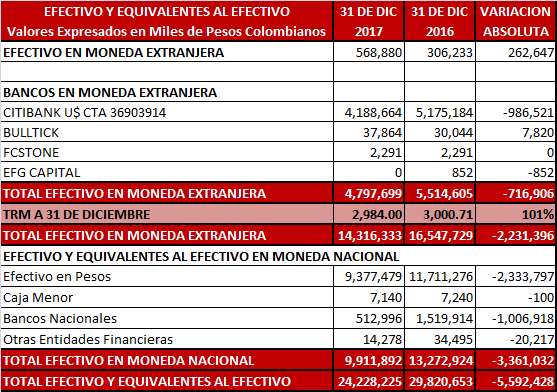 EFECTIVO Y EQUIVALENTES AL EFECTIVO 31 DE DIC 31 DE DIC VARIACION
Valores Expresados en Miles de Pesos Colombianos 2017 2016 ABSOLUTA
EFECTIVO EN MONEDA EXTRANJERA 568,880 306,233 262,647
BANCOS EN MONEDA EXTRANJERA
CITIBANK U$ CTA 36903914 4,188,664 5,175,184 -986,521
BULLTICK 37,864 30,044 7,820
FCSTONE 2,291 2,291 0
EFG CAPITAL 0 852 -852
TOTAL EFECTIVO EN MONEDA EXTRANJERA 4,797,699 5,514,605 -716,906
TRM A 31 DE DICIEMBRE 2,984.00 3,000.71 101%
TOTAL EFECTIVO EN MONEDA EXTRANJERA 14,316,333 16,547,729 -2,231,396
EFECTIVO Y EQUIVALENTES AL EFECTIVO EN MONEDA NACIONAL
Efectivo en Pesos 9,377,479 11,711,276 -2,333,797
Caja Menor 7,140 7,240 -100
Bancos Nacionales 512,996 1,519,914 -1,006,918
Otras Entidades Financieras 14,278 34,495 -20,217
TOTAL EFECTIVO EN MONEDA NACIONAL 9,911,892 13,272,924 -3,361,032
TOTAL EFECTIVO Y EQUIVALENTES AL EFECTIVO 24,228,225 29,820,653 -5,592,428